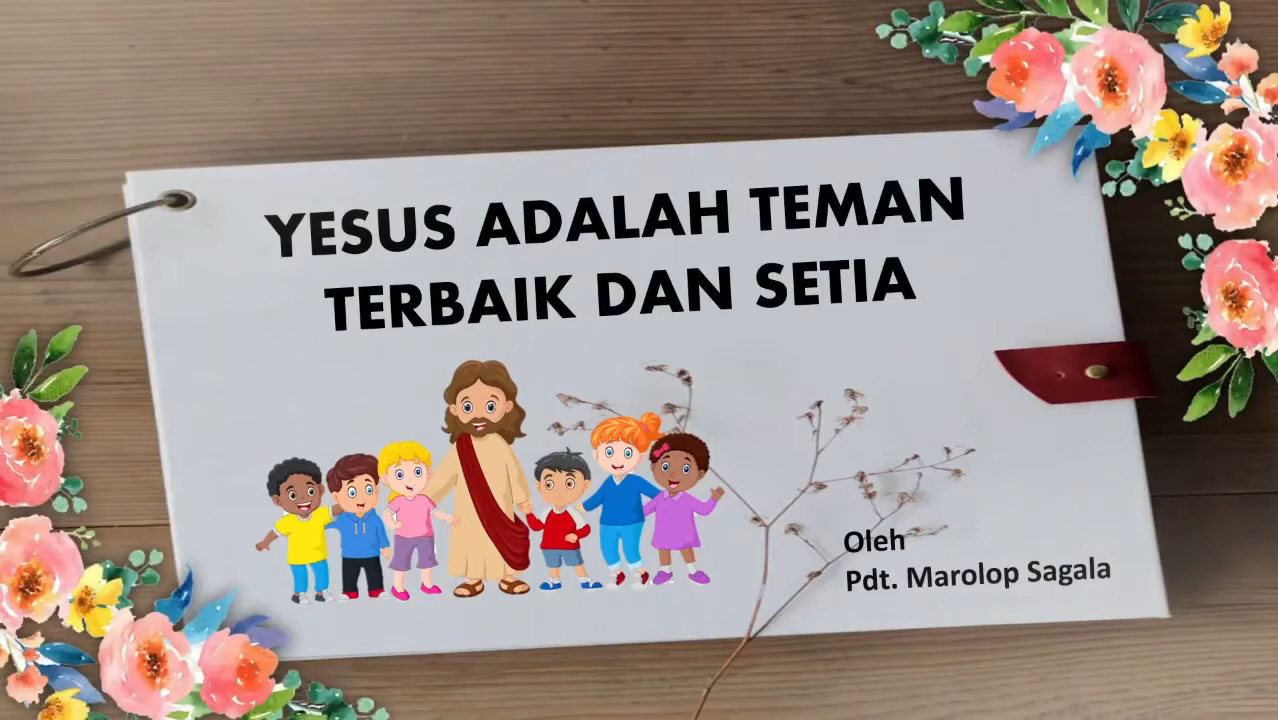 YESUS ADALAH TEMAN
TERBAIK DAN SETIA
Oleh
Pdt. Marolop Sagala